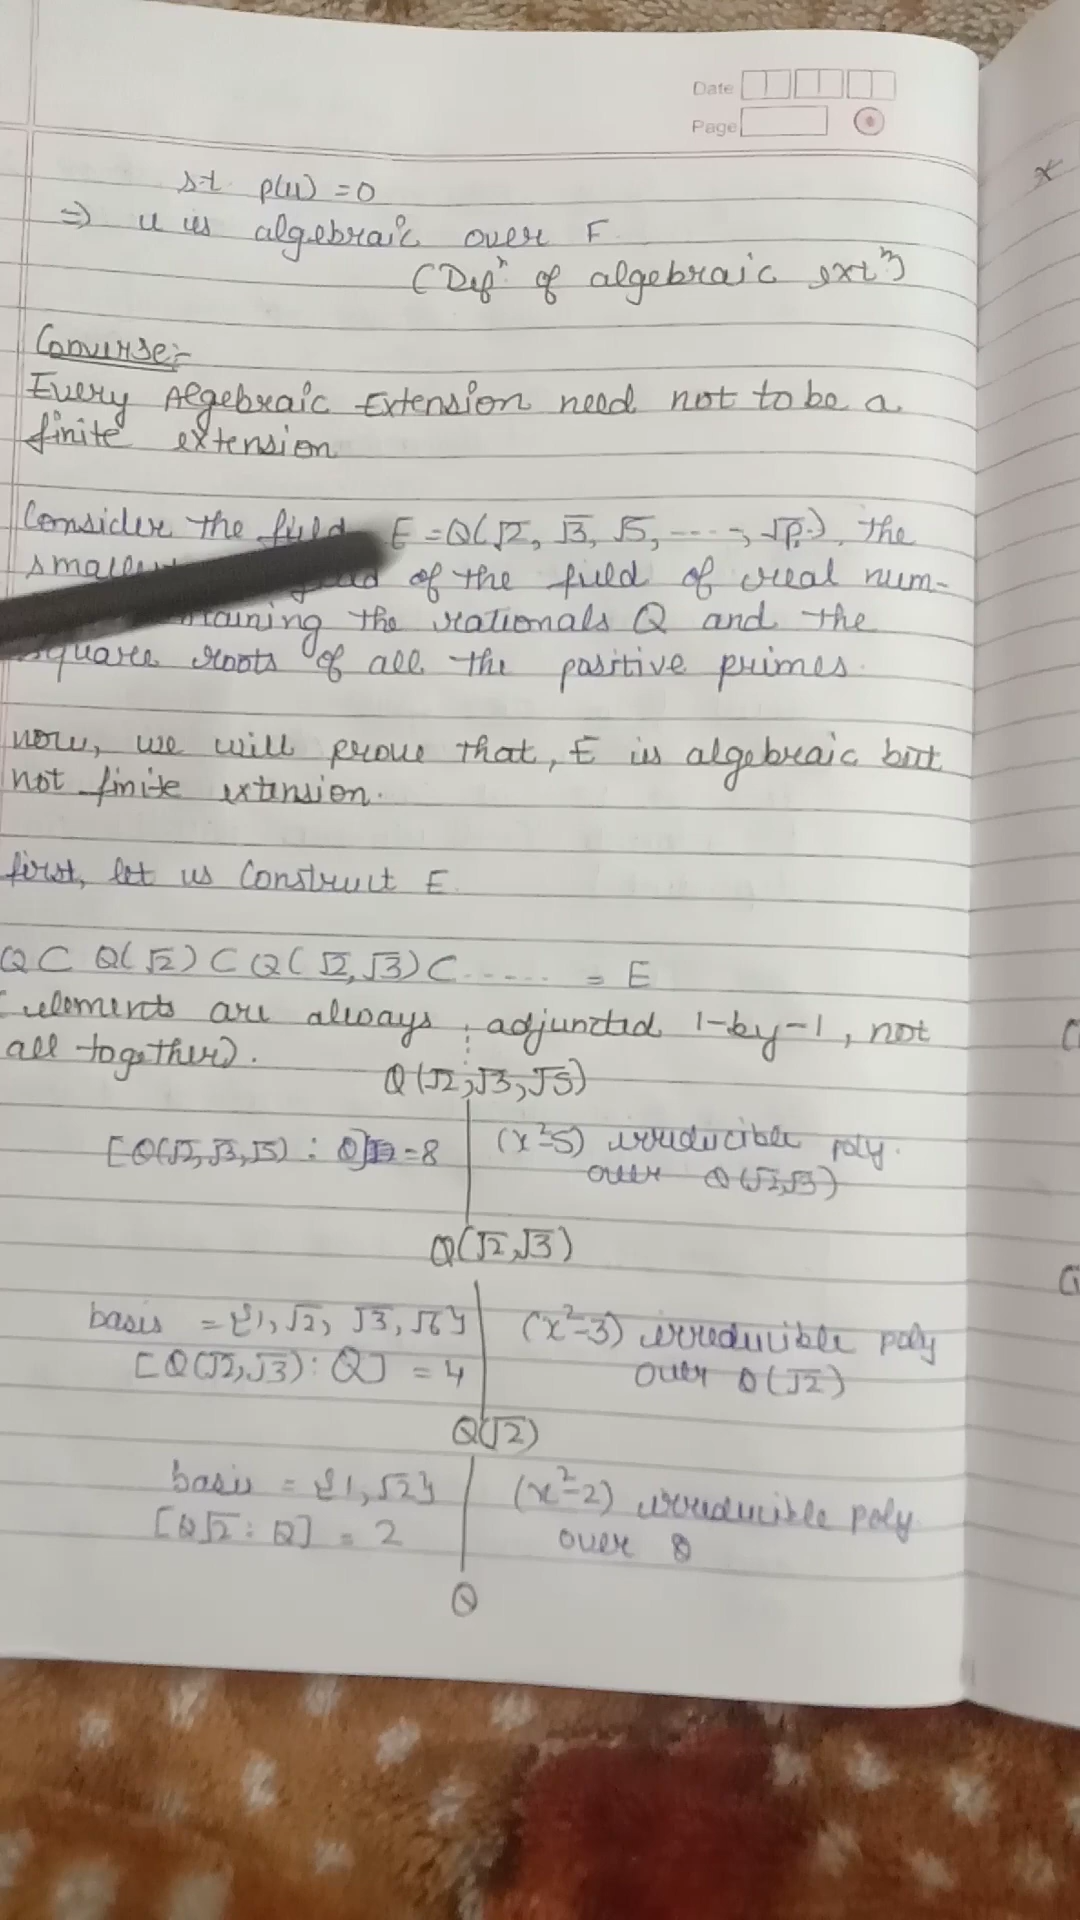 Date
Page
s.t. p(u) = 0
⇒ u is algebraic over F.
(Defⁿ of algebraic extⁿ)
Converse:-
Every Algebraic Extension need not to be a
finite extension
Consider the field E = Q(√2, √3, √5, ----, √p.). The
of the field of real num-
the rationals Q and the
square roots of all the positive primes.
now, we will prove that, E is algebraic but
not finite extension.
first, let us construct E.
Q ⊂ Q(√2) ⊂ Q(√2, √3) ⊂ ...... = E
(elements are always adjuncted 1-by-1, not
all together).
Q(√2, √3, √5)
[Q(√2, √3, √5) : Q] = 8 (x²-5) irreducible poly.
over Q(√2, √3)
Q(√2, √3)
basis = {1, √2, √3, √6} (x²-3) irreducible poly
[Q(√2, √3) : Q] = 4 over Q(√2)
Q(√2)
basis = {1, √2} (x²-2) irreducible poly.
[Q√2 : Q] = 2 over Q
Q